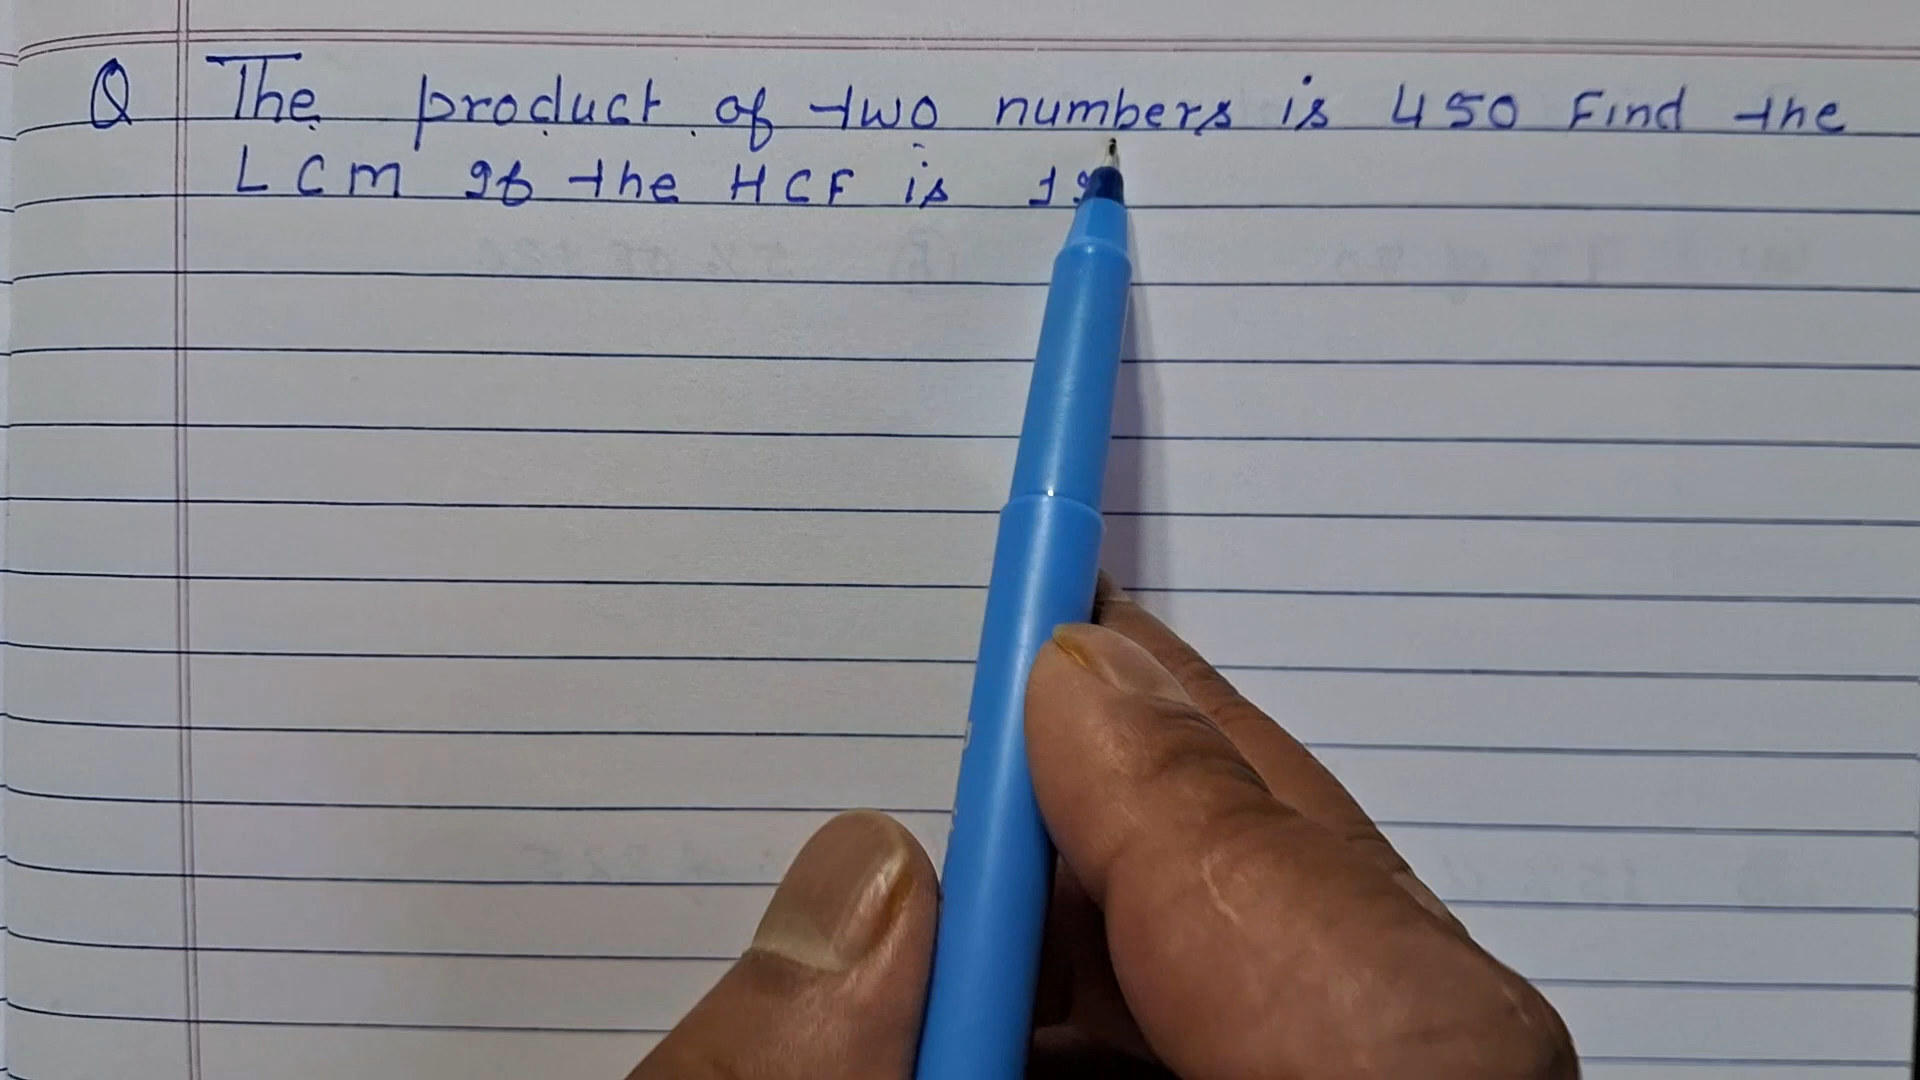 Q The product of two numbers is 450 Find the
LCM If the HCF is